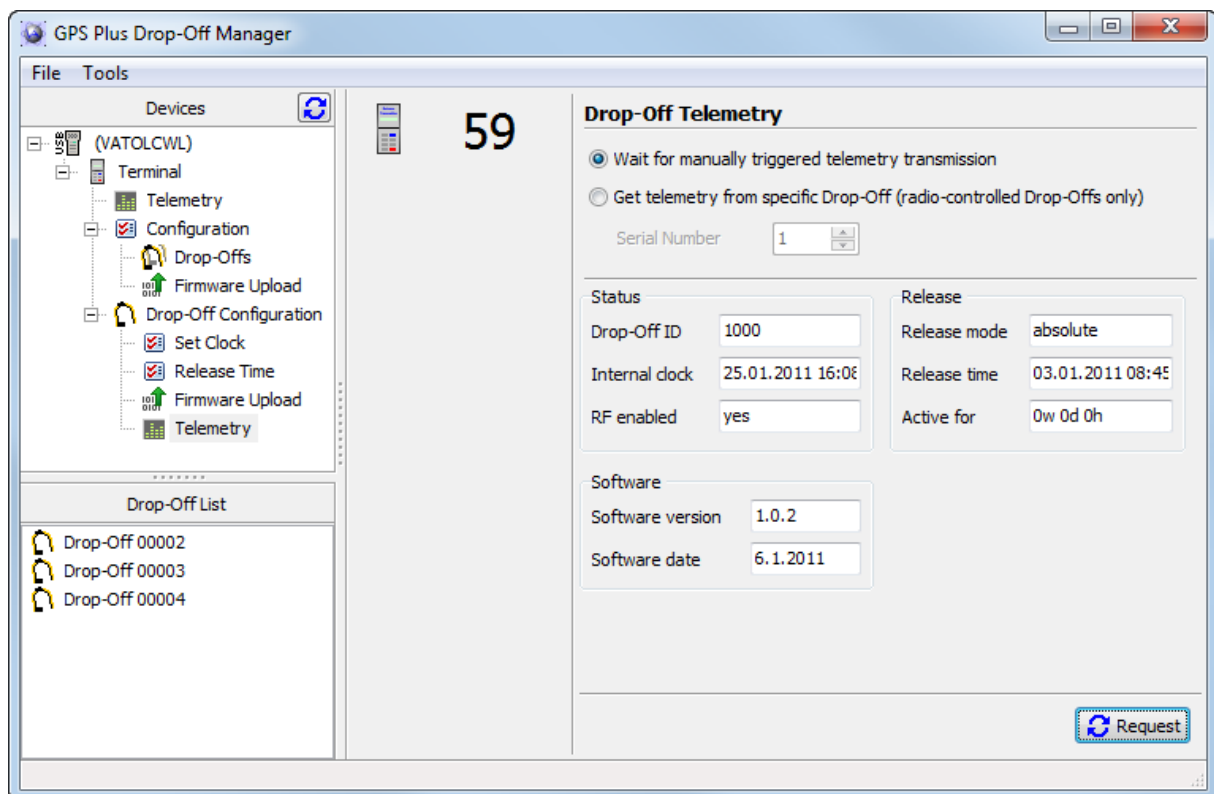 GPS Plus Drop-Off Manager
File Tools
Devices
USB (VATOLCWL)
Terminal
Telemetry
Configuration
Drop-Offs
Firmware Upload
Drop-Off Configuration
Set Clock
Release Time
Firmware Upload
Telemetry
Drop-Off List
Drop-Off 00002
Drop-Off 00003
Drop-Off 00004
59
Drop-Off Telemetry
Wait for manually triggered telemetry transmission
Get telemetry from specific Drop-Off (radio-controlled Drop-Offs only)
Serial Number 1
Status
Drop-Off ID 1000
Internal clock 25.01.2011 16:08
RF enabled yes
Release
Release mode absolute
Release time 03.01.2011 08:45
Active for 0w 0d 0h
Software
Software version 1.0.2
Software date 6.1.2011
Request